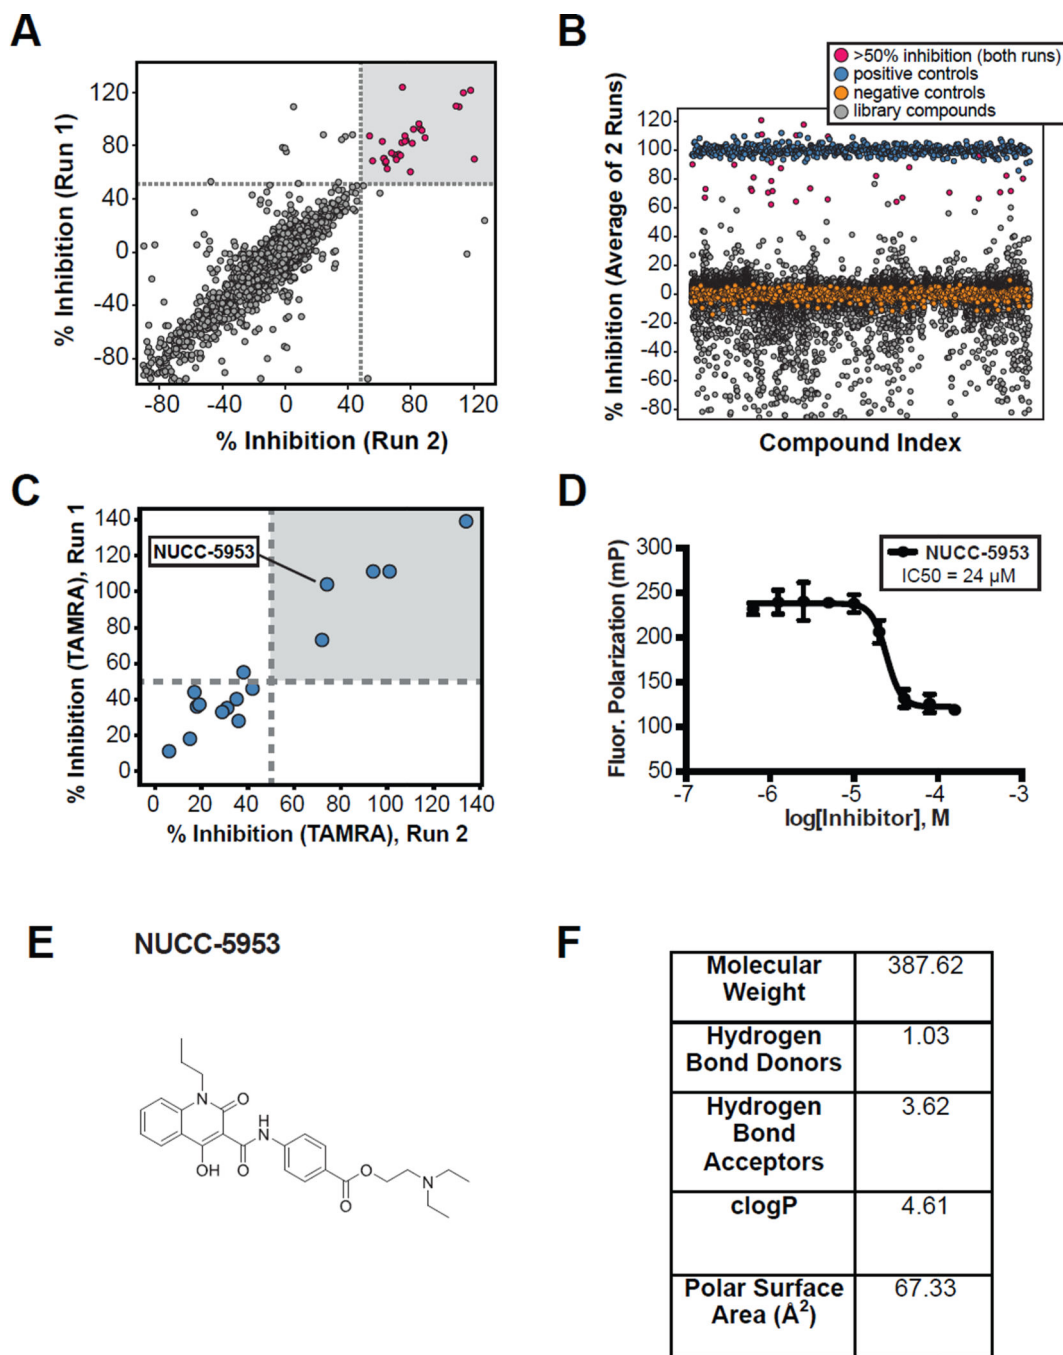 A
% Inhibition (Run 1)
120
80
40
0
-40
-80
-80
-40
0
40
80
120
% Inhibition (Run 2)
B
>50% inhibition (both runs)
positive controls
negative controls
library compounds
% Inhibition (Average of 2 Runs)
120
100
80
60
40
20
0
-20
-40
-60
-80
Compound Index
C
% Inhibition (TAMRA), Run 1
140
120
100
80
60
40
20
0
NUCC-5953
0
20
40
60
80
100
120
140
% Inhibition (TAMRA), Run 2
D
Fluor. Polarization (mP)
300
250
200
150
100
50
NUCC-5953
IC50 = 24 µM
-7
-6
-5
-4
-3
log[Inhibitor], M
E
NUCC-5953
N
O
H
N
OH
O
O
O
N
F
Molecular
Weight
387.62
Hydrogen
Bond Donors
1.03
Hydrogen
Bond
Acceptors
3.62
clogP
4.61
Polar Surface
Area (Å²)
67.33